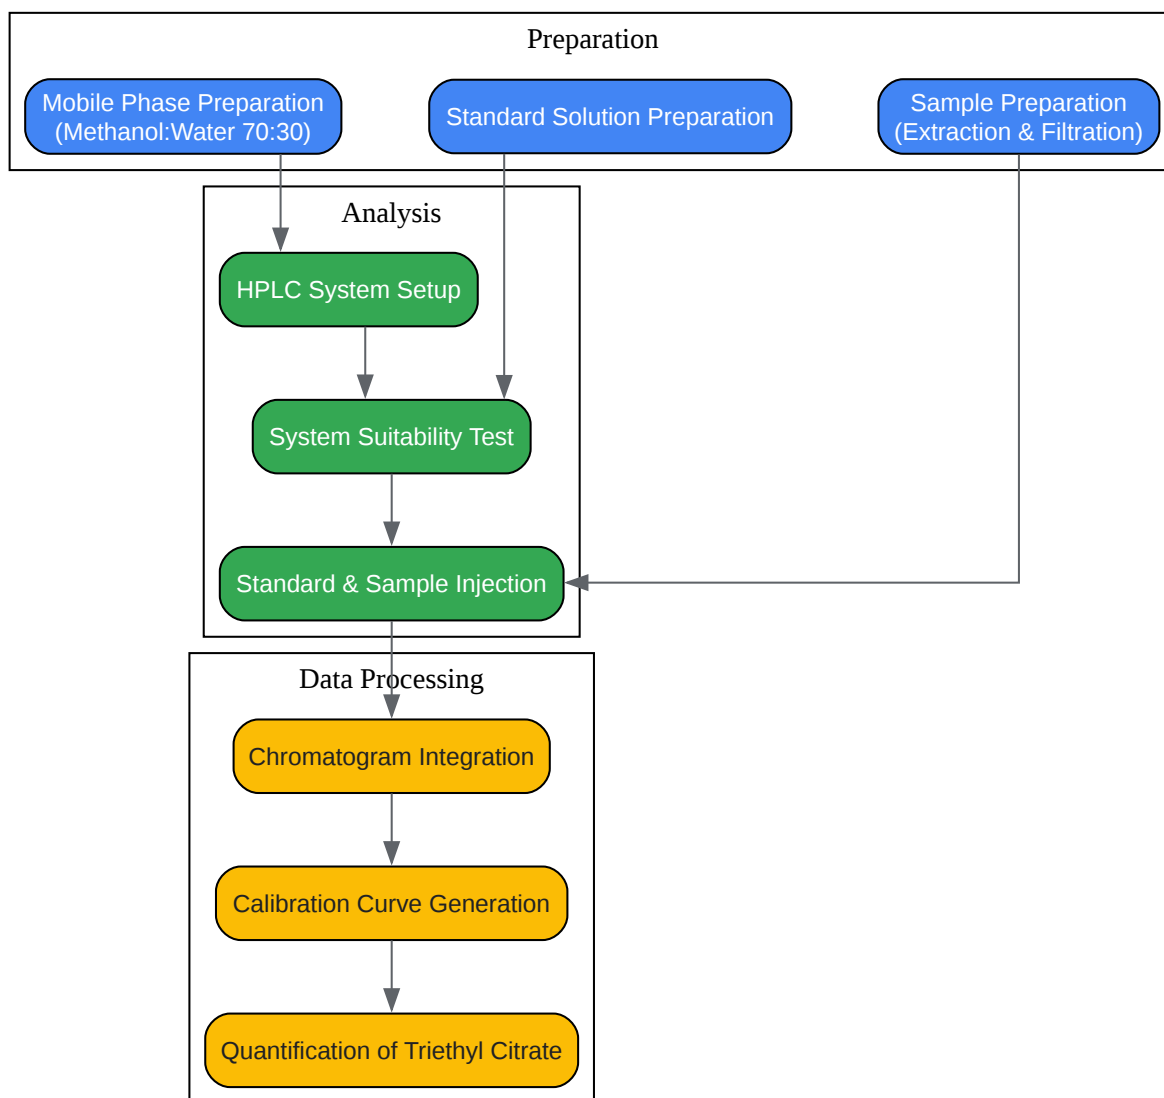 Preparation
Mobile Phase Preparation
(Methanol:Water 70:30)
Standard Solution Preparation
Sample Preparation
(Extraction & Filtration)
Analysis
HPLC System Setup
System Suitability Test
Standard & Sample Injection
Data Processing
Chromatogram Integration
Calibration Curve Generation
Quantification of Triethyl Citrate